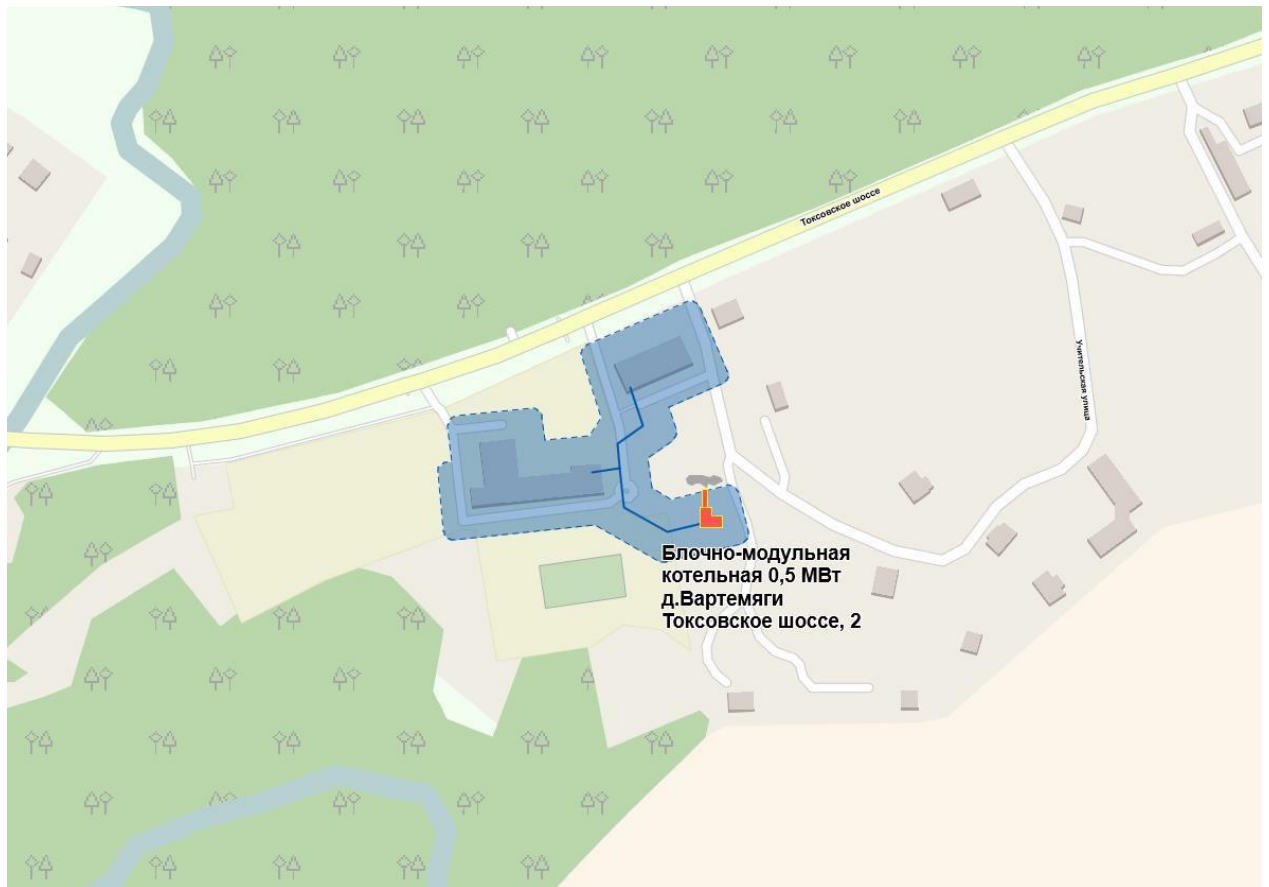 Токсовское шоссе
Учительская улица
Блочно-модульная
котельная 0,5 МВт
д.Вартемяги
Токсовское шоссе, 2